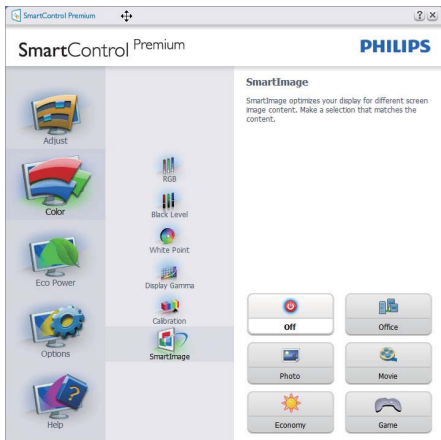 SmartControl Premium
SmartControl Premium
PHILIPS
Adjust
Color
Eco Power
Options
Help
RGB
Black Level
White Point
Display Gamma
Calibration
SmartImage
SmartImage
SmartImage optimizes your display for different screen
image content. Make a selection that matches the
content.
Off
Office
Photo
Movie
Economy
Game